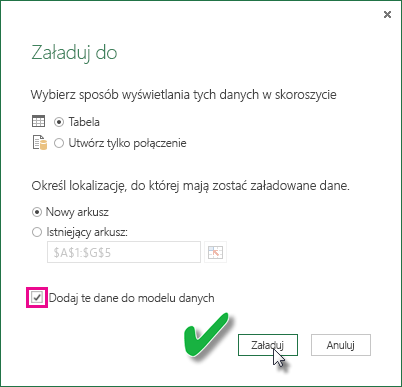 Załaduj do
Wybierz sposób wyświetlania tych danych w skoroszycie
Tabela
Utwórz tylko połączenie
Określ lokalizację, do której mają zostać załadowane dane.
Nowy arkusz
Istniejący arkusz:
$A$1:$G$5
Dodaj te dane do modelu danych
Załaduj Anuluj